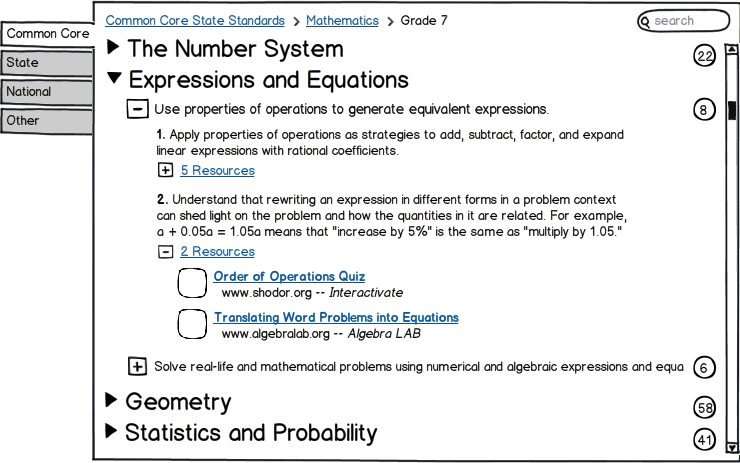 Common Core State Standards > Mathematics > Grade 7
search
Common Core
State
National
Other
The Number System
22
Expressions and Equations
Use properties of operations to generate equivalent expressions.
8
1. Apply properties of operations as strategies to add, subtract, factor, and expand
linear expressions with rational coefficients.
5 Resources
2. Understand that rewriting an expression in different forms in a problem context
can shed light on the problem and how the quantities in it are related. For example,
a + 0.05a = 1.05a means that "increase by 5%" is the same as "multiply by 1.05."
2 Resources
Order of Operations Quiz
www.shodor.org -- Interactivate
Translating Word Problems into Equations
www.algebralab.org -- Algebra LAB
Solve real-life and mathematical problems using numerical and algebraic expressions and equa
6
Geometry
58
Statistics and Probability
41